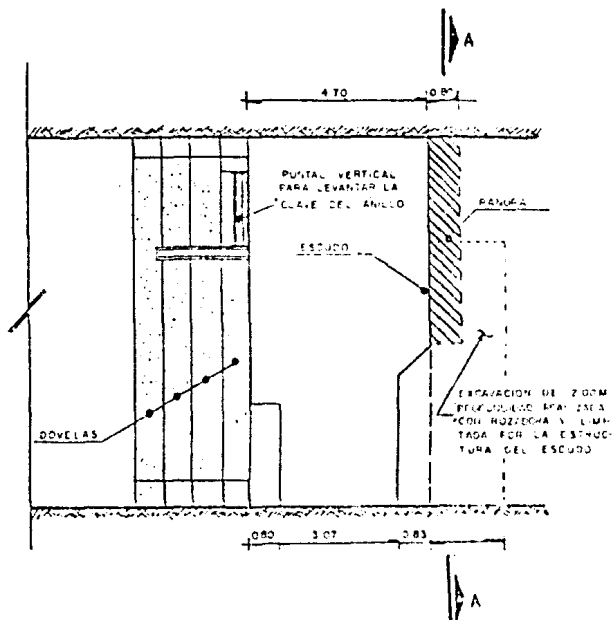 A
4.70
0.80
PUNTAL VERTICAL
PARA LEVANTAR LA
CLAVE DEL ANILLO
RANURA
ESCUDO
EXCAVACION DE 2.00M
PROFUNDIDAD REALIZADA
CON ROZADORA Y LIMI-
TADA POR LA ESTRUC-
TURA DEL ESCUDO
DOVELAS
0.80
3.07
0.83
A